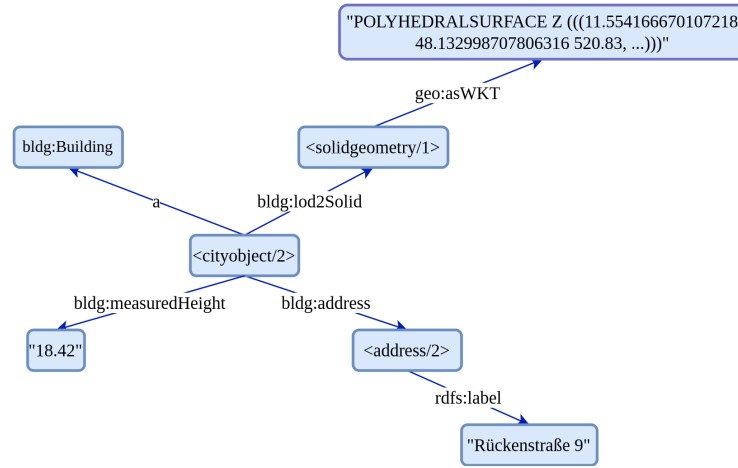 "POLYHEDRALSURFACE Z (((11.554166670107218
48.132998707806316 520.83, ...)))"
geo:asWKT
bldg:Building
<solidgeometry/1>
a
bldg:lod2Solid
<cityobject/2>
bldg:measuredHeight
bldg:address
"18.42"
<address/2>
rdfs:label
"Rückenstraße 9"